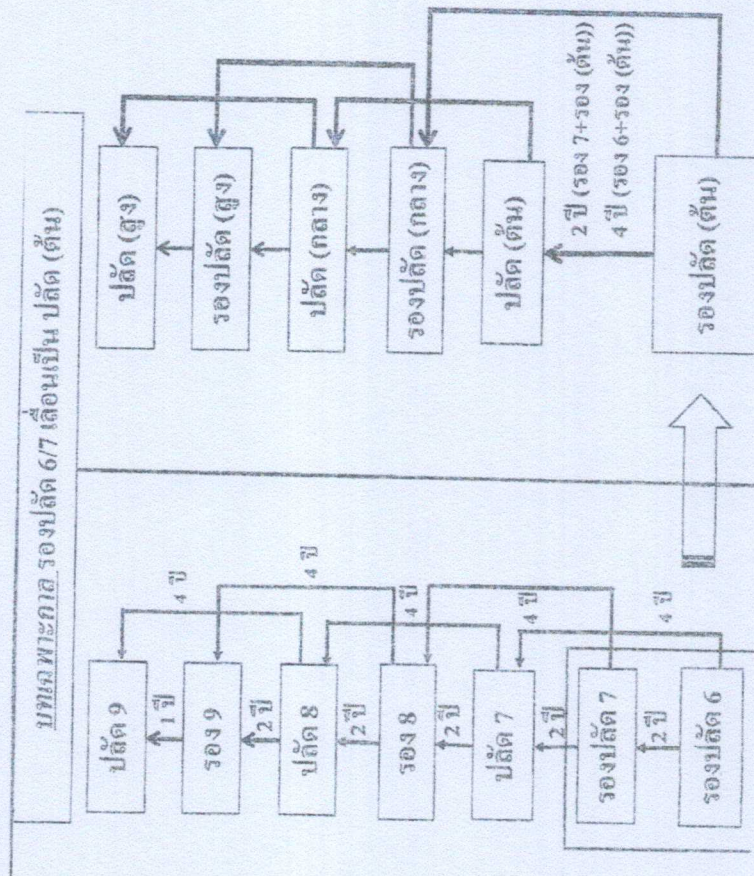 บทเฉพาะกาล รองปลัด 6/7 เลื่อนเป็น ปลัด (ต้น)
ปลัด 9
1 ปี
4 ปี
รอง 9
2 ปี
4 ปี
ปลัด 8
2 ปี
รอง 8
4 ปี
2 ปี
ปลัด 7
2 ปี
4 ปี
รองปลัด 7
2 ปี
4 ปี
รองปลัด 6
ปลัด (สูง)
รองปลัด (สูง)
ปลัด (กลาง)
รองปลัด (กลาง)
ปลัด (ต้น)
2 ปี (รอง 7+รอง (ต้น))
4 ปี (รอง 6+รอง (ต้น))
รองปลัด (ต้น)